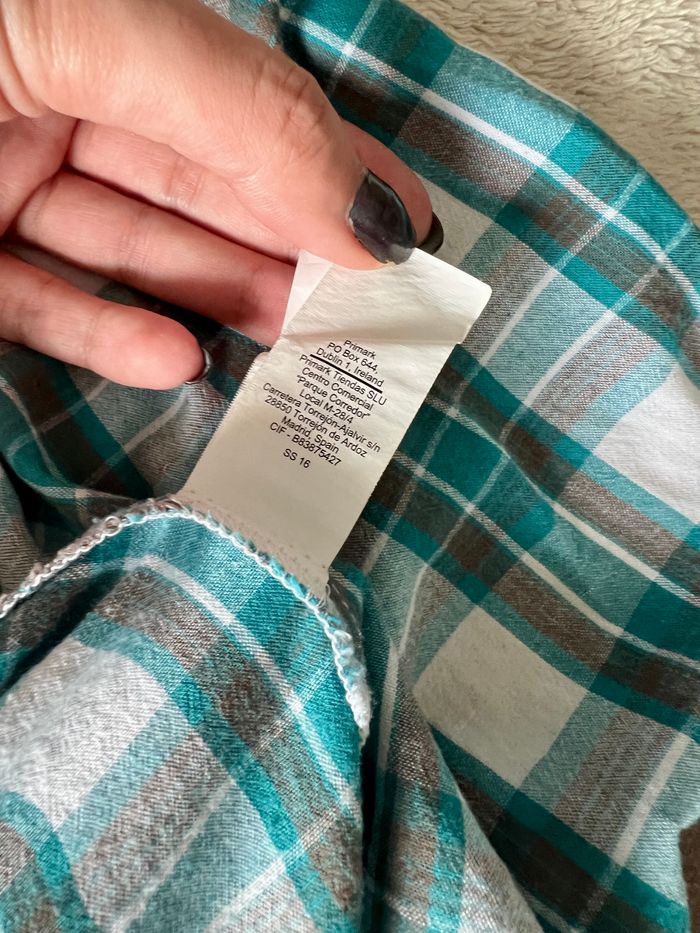 Primark
PO Box 644,
Dublin 1, Ireland
Primark Tiendas SLU
Centro Comercial
"Parque Corredor"
Local M-28/4
Carretera Torrejón-Ajalvir s/n
28850 Torrejón de Ardoz
Madrid, Spain
CIF - B83875427
SS 16